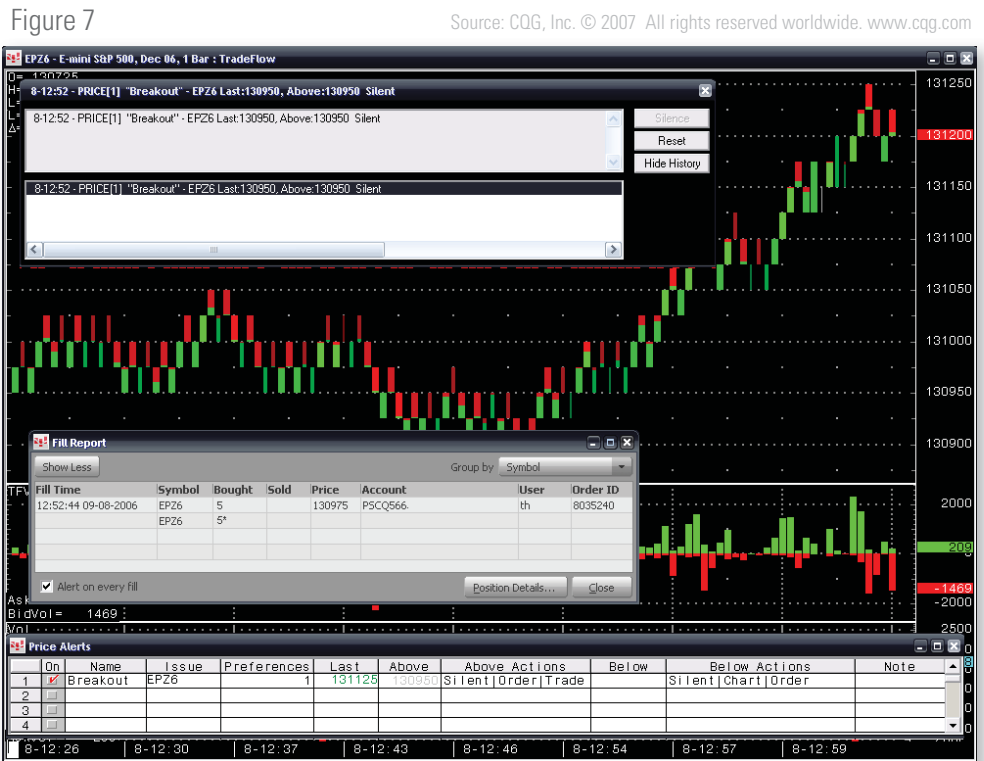 Figure 7
Source: CQG, Inc. © 2007 All rights reserved worldwide. www.cqg.com
EPZ6 - E-mini S&P 500, Dec 06, 1 Bar : TradeFlow
O= 130725
H=
L=
Δ=
8-12:52 - PRICE[1] "Breakout" - EPZ6 Last:130950, Above:130950 Silent
8-12:52 - PRICE[1] "Breakout" - EPZ6 Last:130950, Above:130950 Silent
Silence
Reset
Hide History
8-12:52 - PRICE[1] "Breakout" - EPZ6 Last:130950, Above:130950 Silent
131250
131200
131150
131100
131050
131000
130950
130900
Fill Report
Show Less
Group by Symbol
Fill Time Symbol Bought Sold Price Account User Order ID
12:52:44 09-08-2006 EPZ6 5 130975 PSCQ566. th 8035240
EPZ6 5*
Alert on every fill
Position Details...
Close
TFV
2000
209
-1469
-2000
Ask
BidVol= 1469
Vol
2500
Price Alerts
On Name Issue Preferences Last Above Above Actions Below Below Actions Note
1 Breakout EPZ6 1 131125 130950 Silent|Order|Trade Silent|Chart|Order
2
3
4
8-12:26 8-12:30 8-12:37 8-12:43 8-12:46 8-12:54 8-12:57 8-12:59